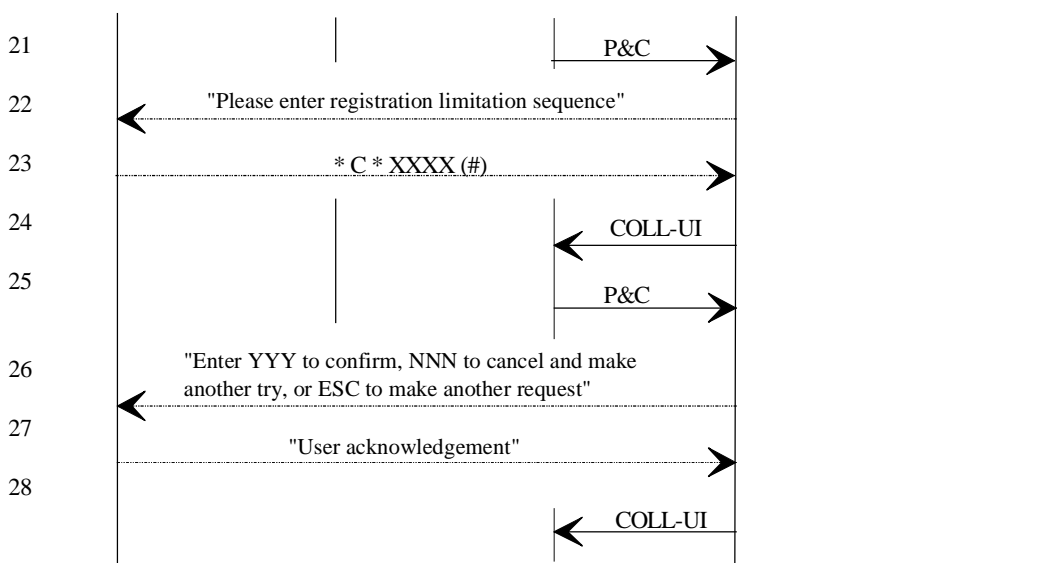 21
P&C
22
"Please enter registration limitation sequence"
23
* C * XXXX (#)
24
COLL-UI
25
P&C
26
"Enter YYY to confirm, NNN to cancel and make
another try, or ESC to make another request"
27
"User acknowledgement"
28
COLL-UI